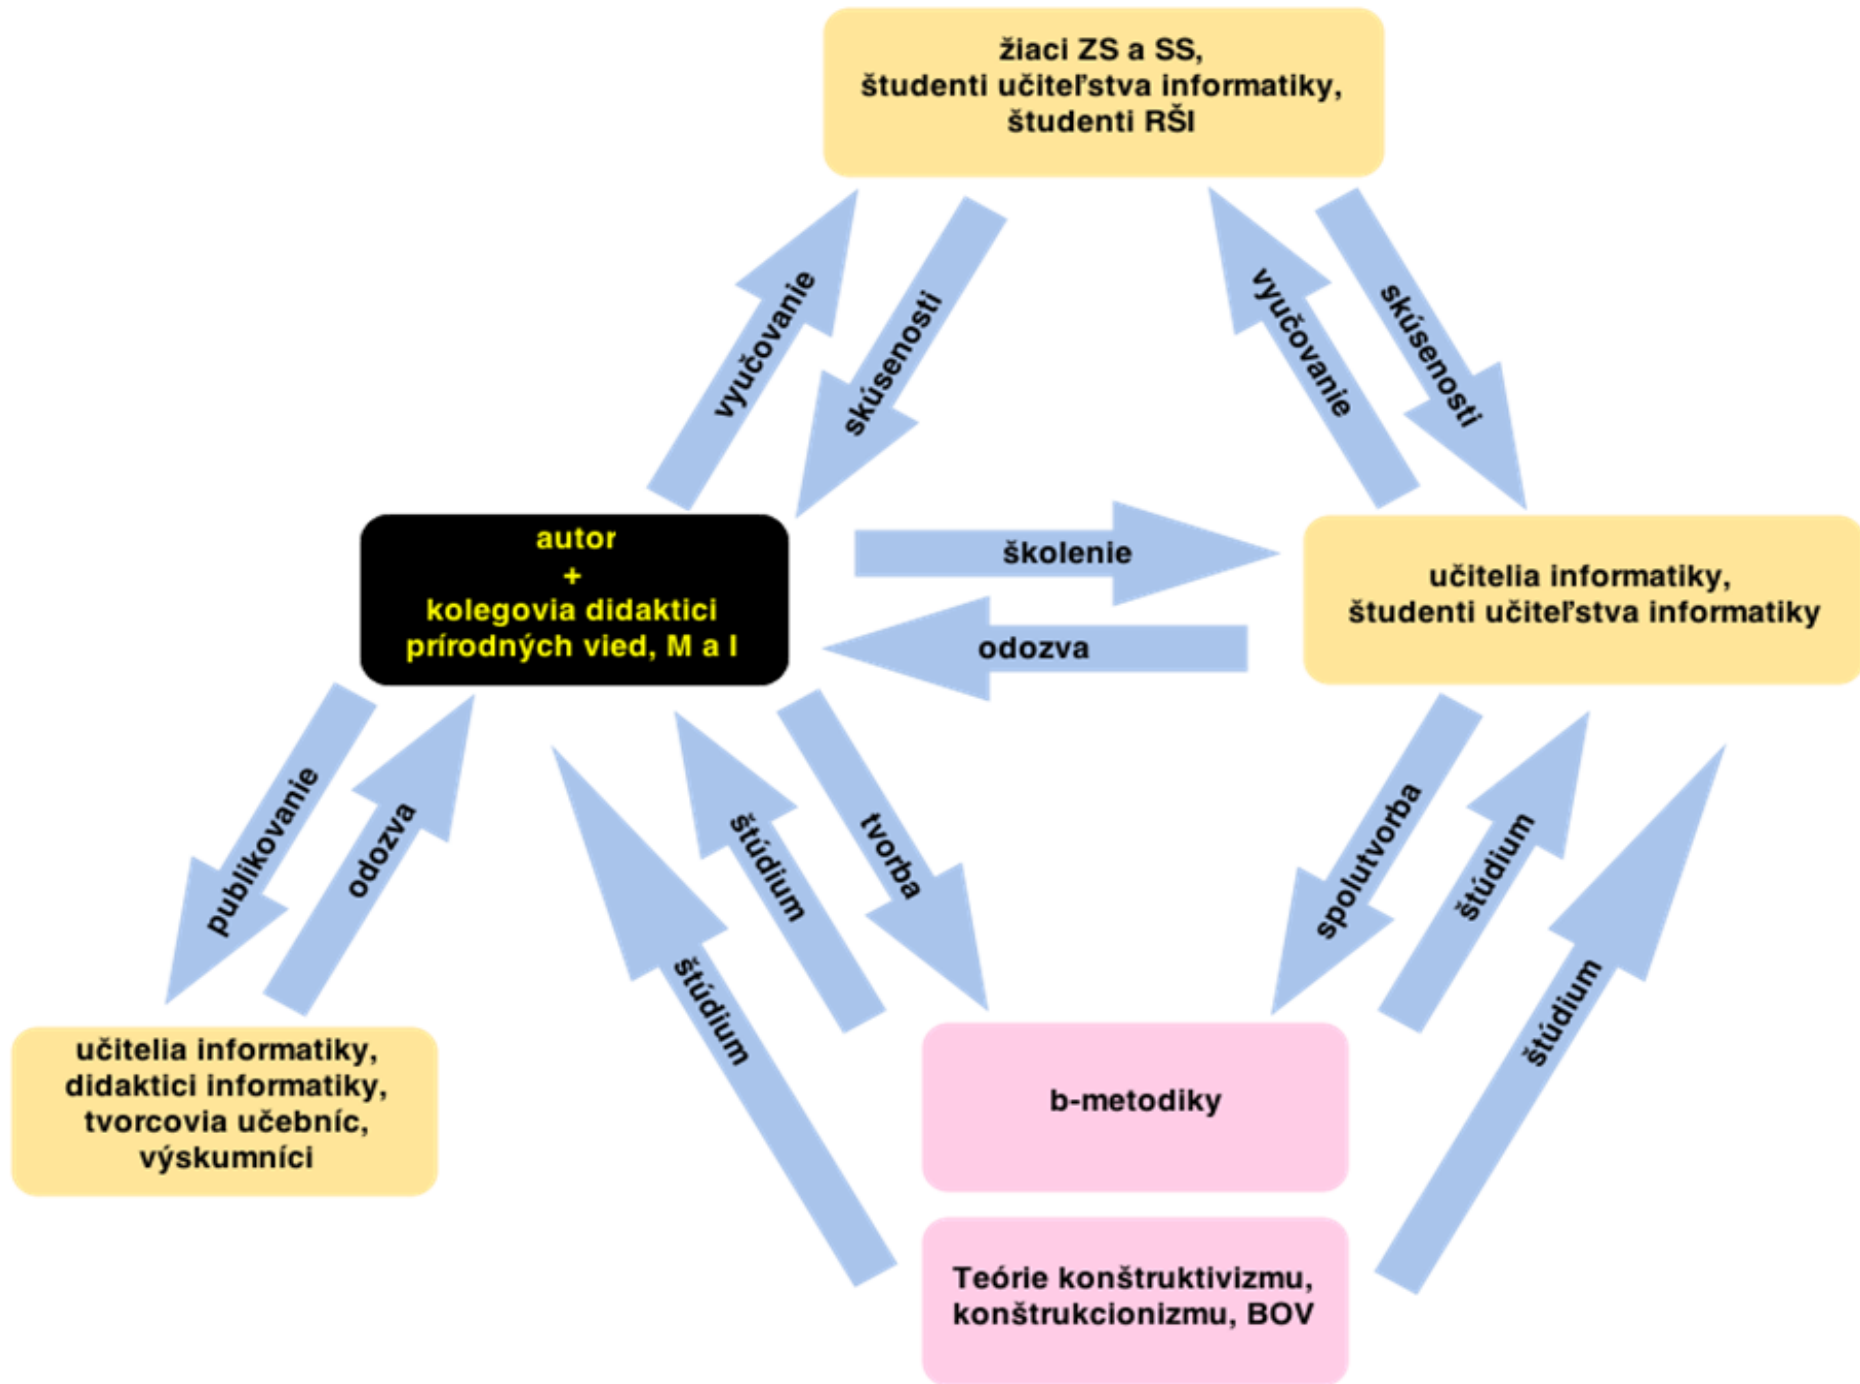 žiaci ZS a SS,
študenti učiteľstva informatiky,
študenti RŠI
vyučovanie
skúsenosti
vyučovanie
skúsenosti
autor
+
kolegovia didaktici
prírodných vied, M a I
školenie
odozva
učitelia informatiky,
študenti učiteľstva informatiky
publikovanie
odozva
štúdium
tvorba
spolutvorba
štúdium
štúdium
štúdium
učitelia informatiky,
didaktici informatiky,
tvorcovia učebníc,
výskumníci
b-metodiky
Teórie konštruktivizmu,
konštrukcionizmu, BOV